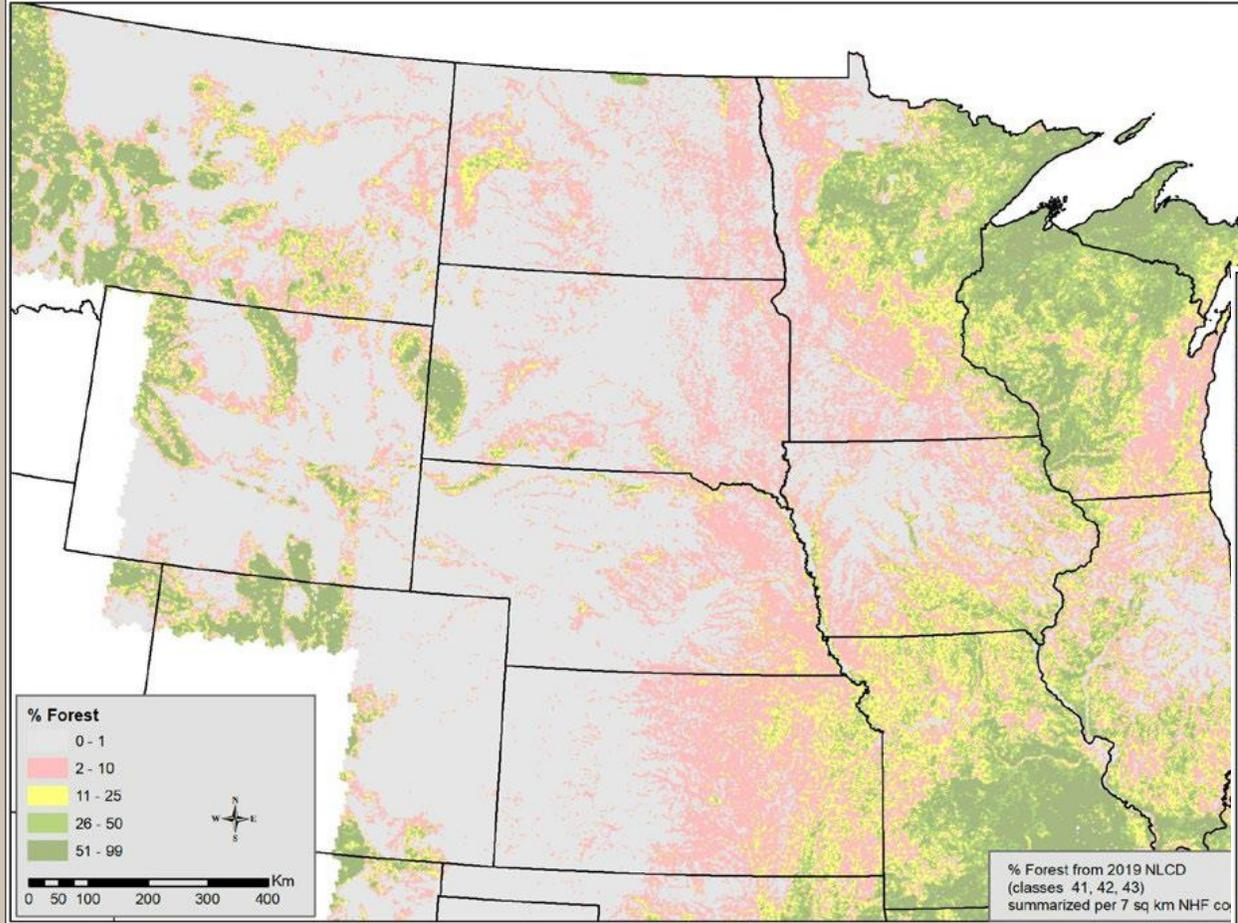 % Forest
0 - 1
2 - 10
11 - 25
26 - 50
51 - 99
N
W E
S
Km
0 50 100 200 300 400
% Forest from 2019 NLCD
(classes 41, 42, 43)
summarized per 7 sq km NHF co